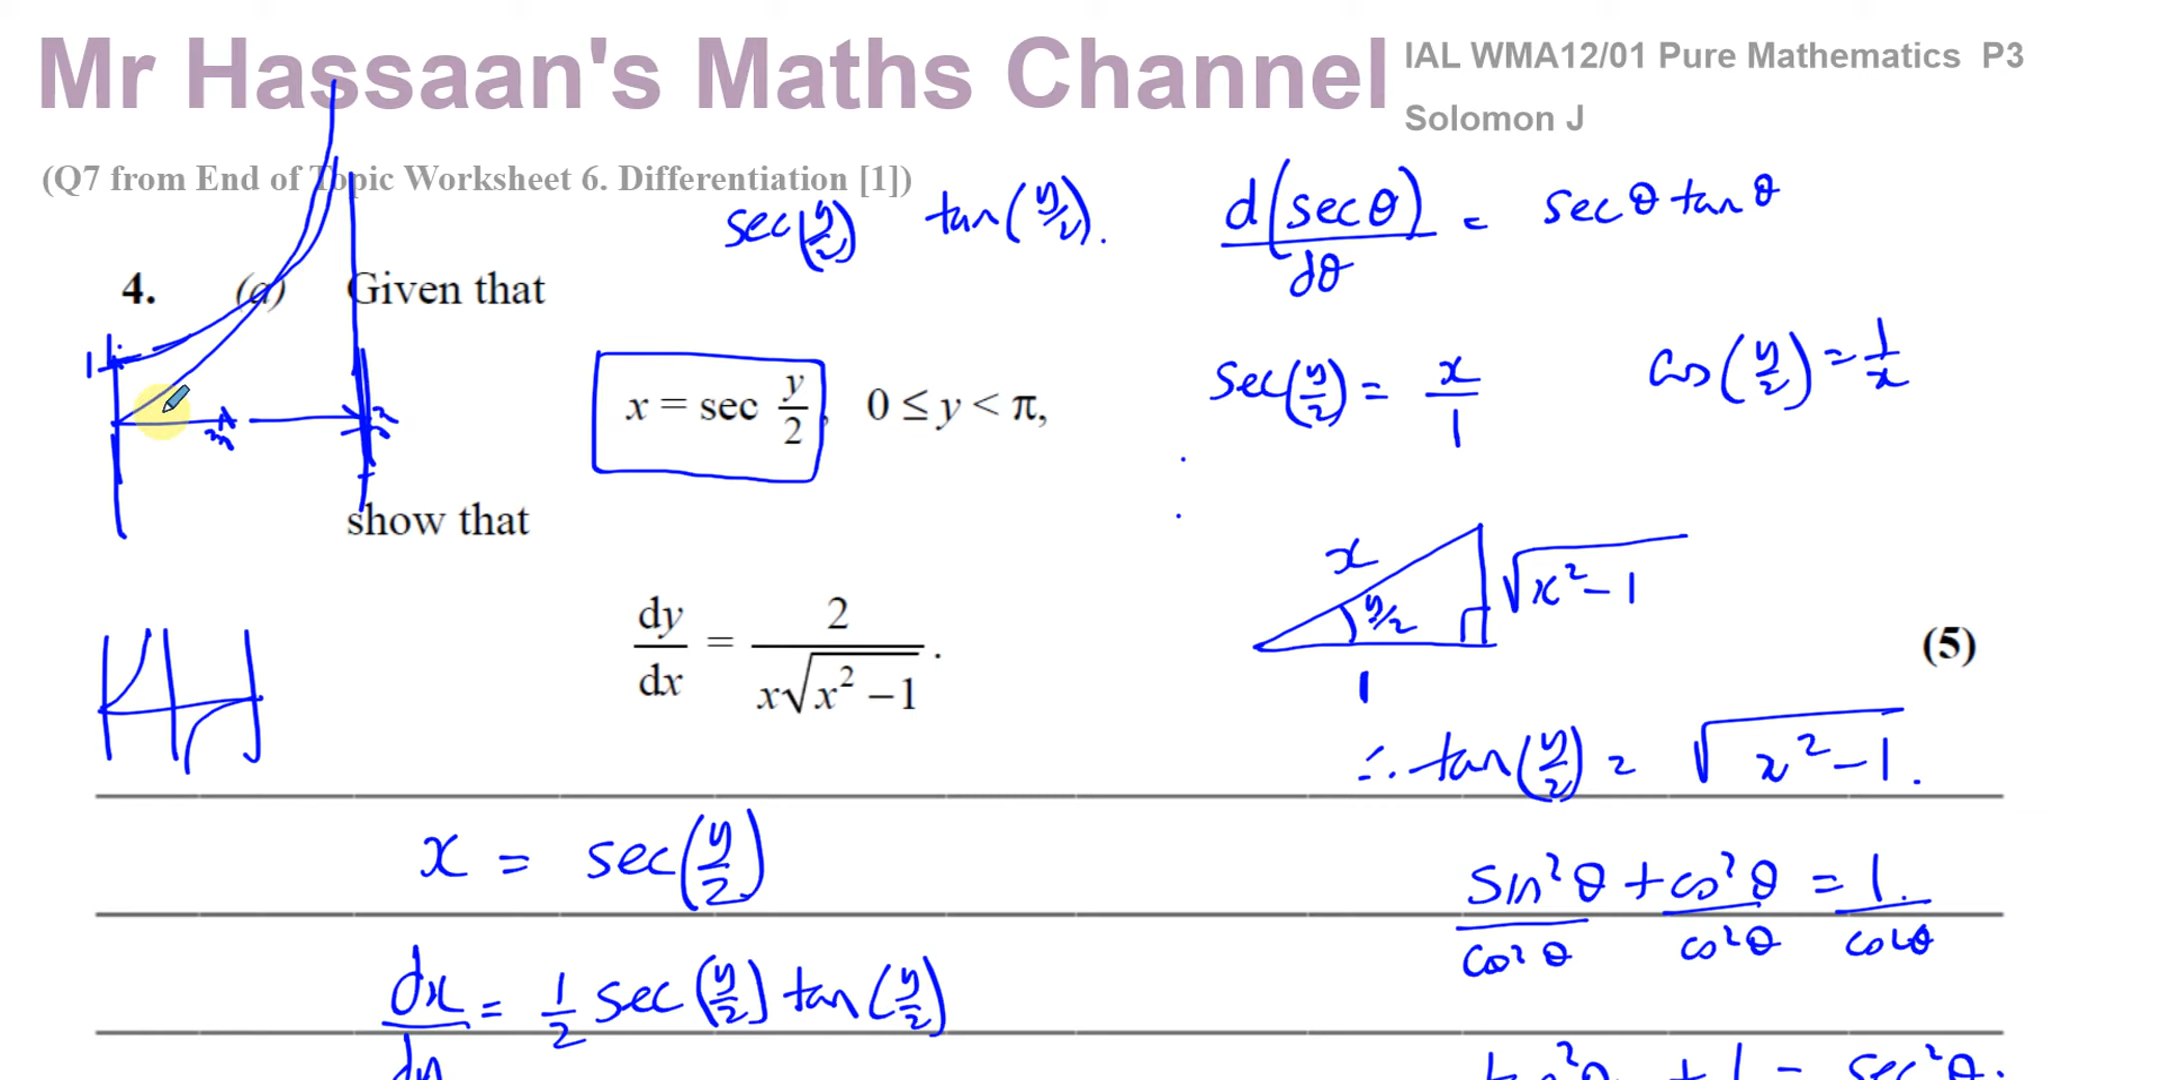 Mr Hassaan's Maths Channel
IAL WMA12/01 Pure Mathematics P3
Solomon J
(Q7 from End of Topic Worksheet 6. Differentiation [1])
sec(y/2) tan(y/2).
d(secθ)/dθ = secθ tanθ
4. (a) Given that
x = sec y/2, 0 ≤ y < π,
sec(y/2) = x/1
cos(y/2) = 1/x
show that
dy/dx = 2/(x√(x² −1)).
x
y/2
√(x²−1)
1
(5)
∴ tan(y/2) = √(x²−1).
x = sec(y/2)
sin²θ/cos²θ + cos²θ/cos²θ = 1/cos²θ
dx/dy = 1/2 sec(y/2) tan(y/2)
tan²θ + 1 = sec²θ.